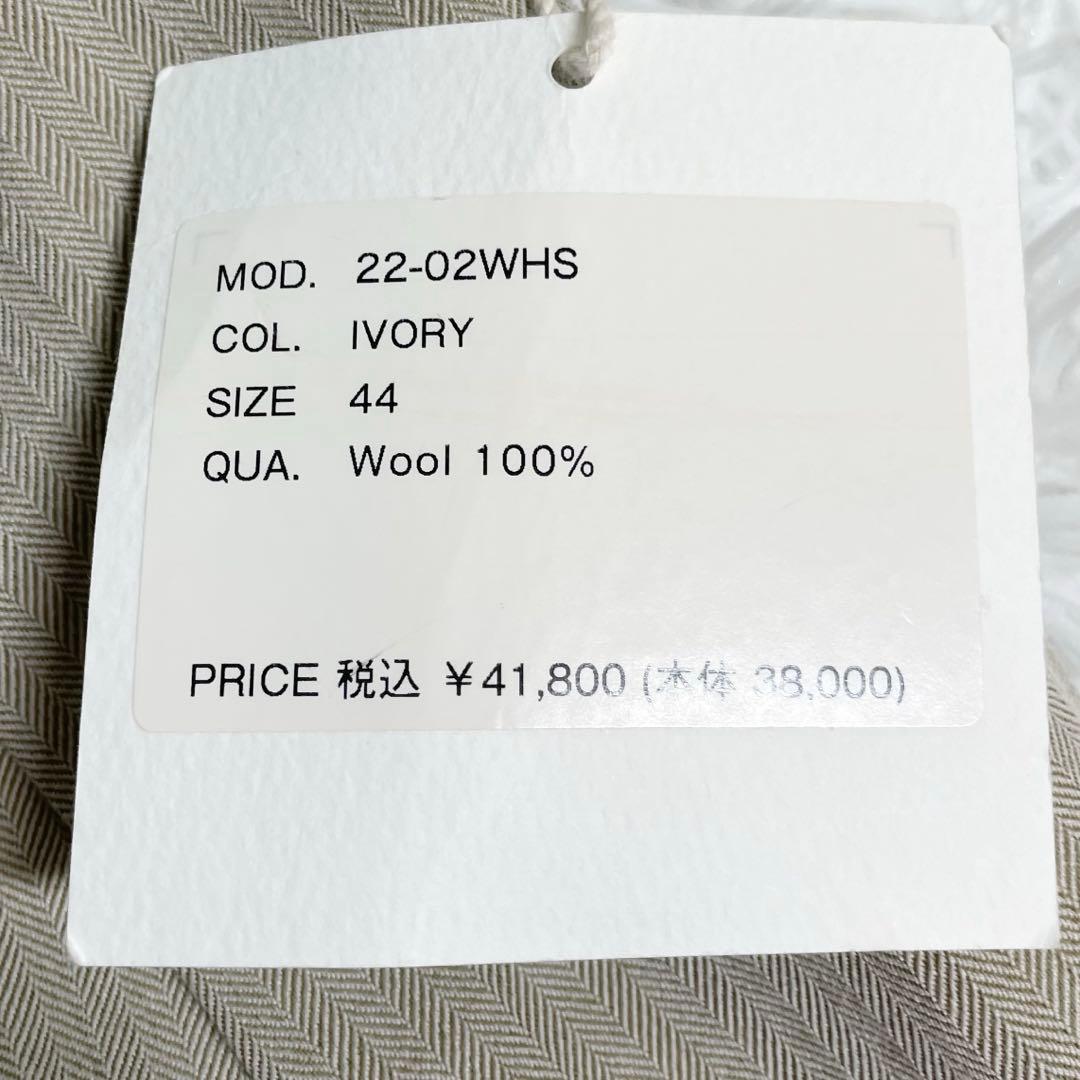 MOD. 22-02WHS
COL. IVORY
SIZE 44
QUA. Wool 100%
PRICE 税込 ¥41,800 (本体 38,000)